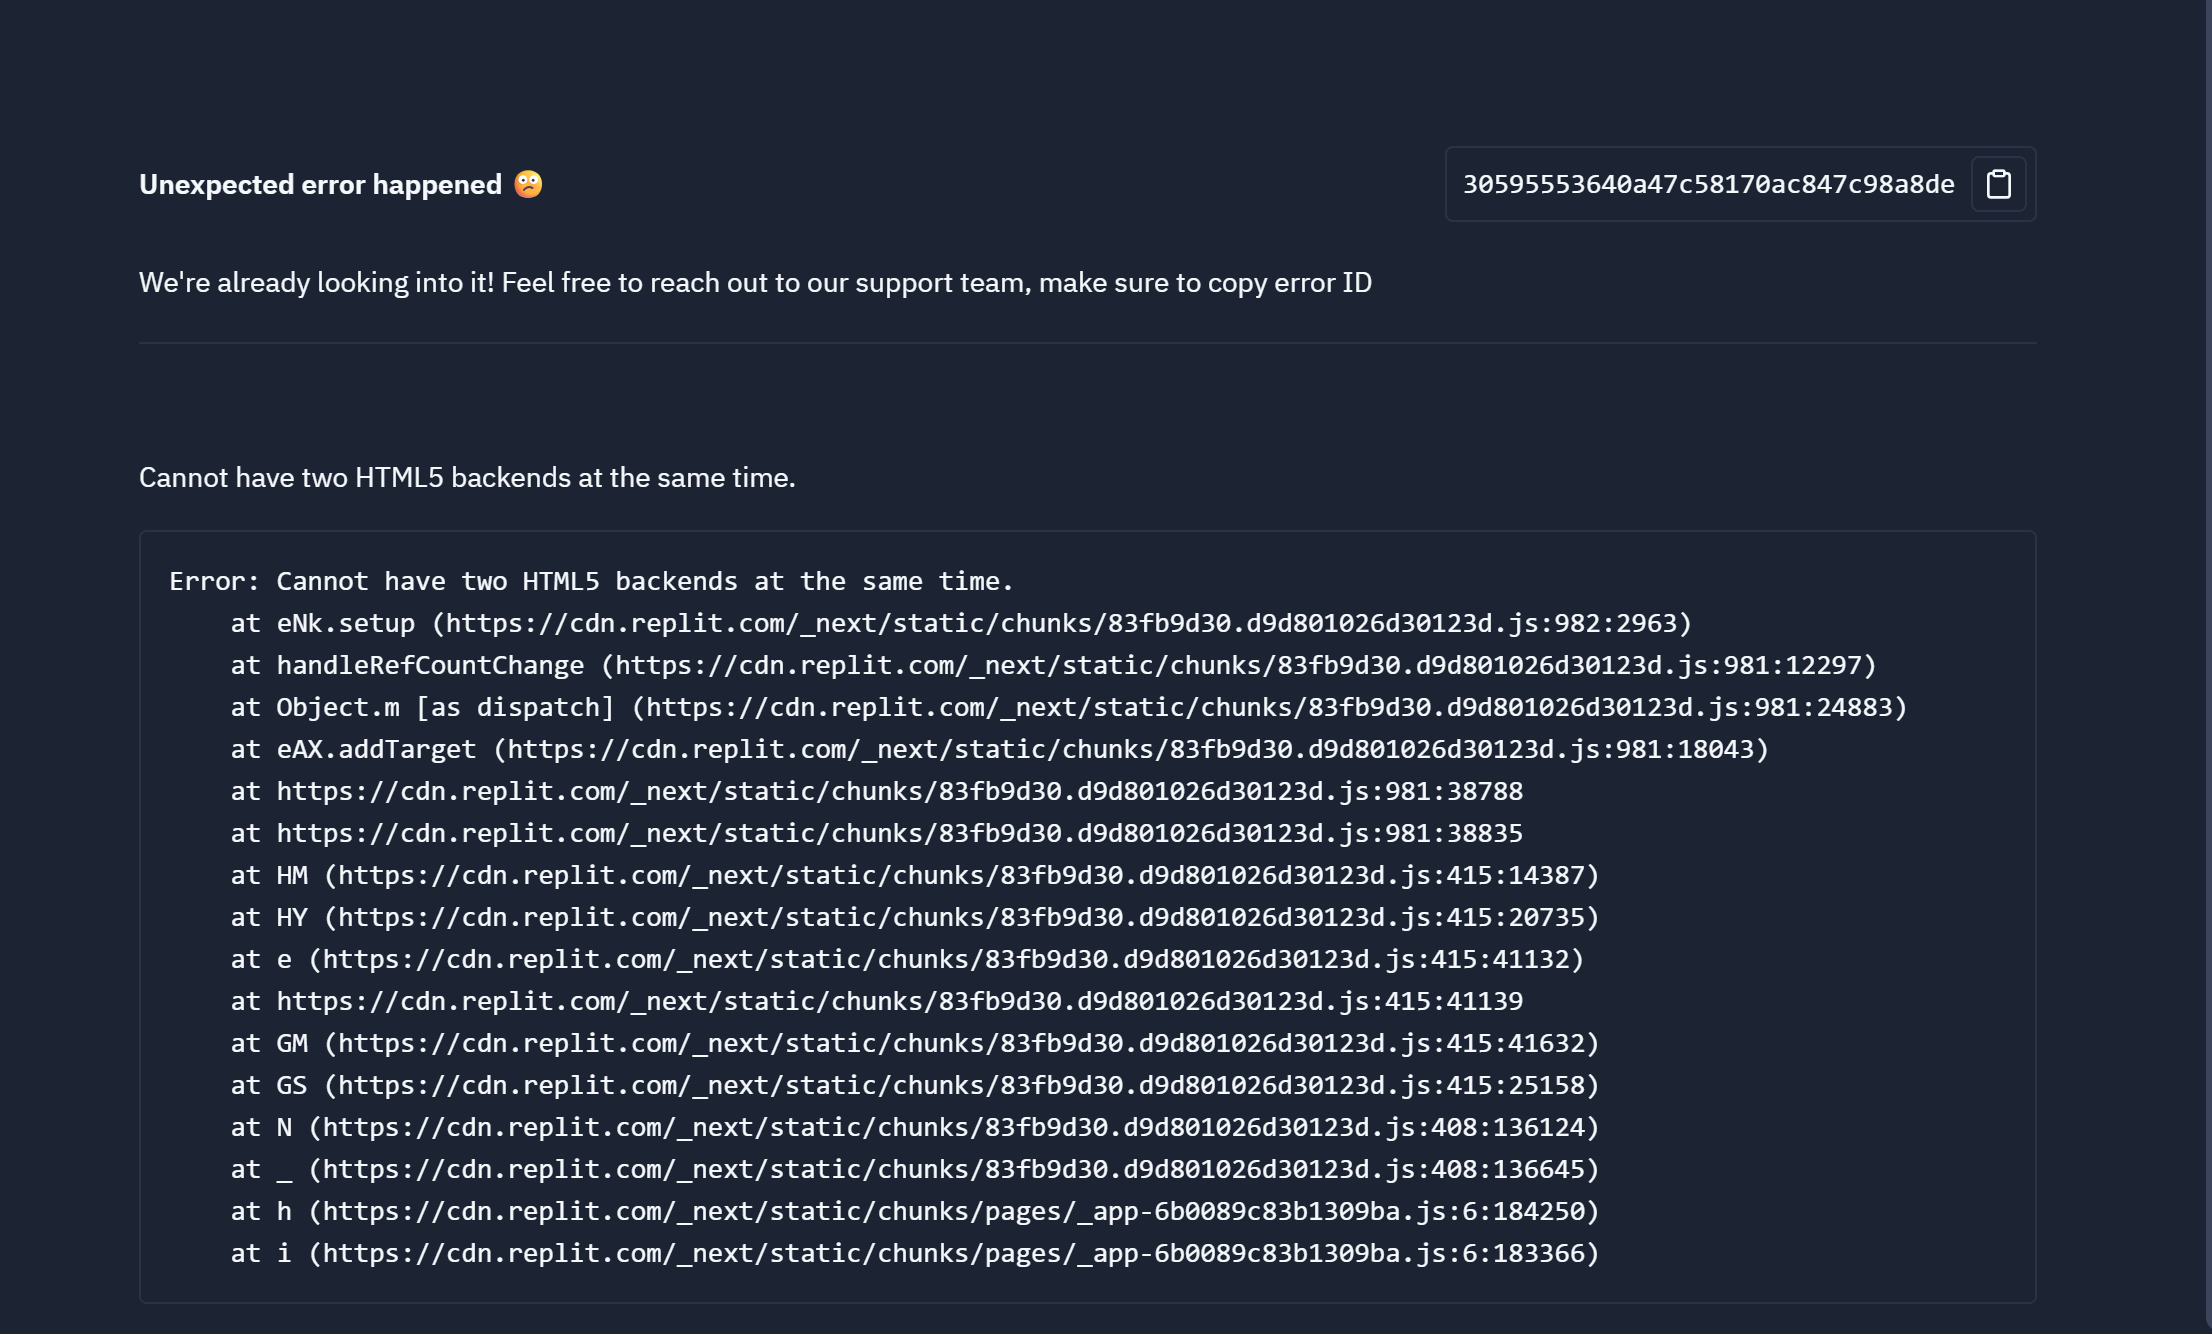 Unexpected error happened 🫤
30595553640a47c58170ac847c98a8de
We're already looking into it! Feel free to reach out to our support team, make sure to copy error ID
Cannot have two HTML5 backends at the same time.
Error: Cannot have two HTML5 backends at the same time.
    at eNk.setup (https://cdn.replit.com/_next/static/chunks/83fb9d30.d9d801026d30123d.js:982:2963)
    at handleRefCountChange (https://cdn.replit.com/_next/static/chunks/83fb9d30.d9d801026d30123d.js:981:12297)
    at Object.m [as dispatch] (https://cdn.replit.com/_next/static/chunks/83fb9d30.d9d801026d30123d.js:981:24883)
    at eAX.addTarget (https://cdn.replit.com/_next/static/chunks/83fb9d30.d9d801026d30123d.js:981:18043)
    at https://cdn.replit.com/_next/static/chunks/83fb9d30.d9d801026d30123d.js:981:38788
    at https://cdn.replit.com/_next/static/chunks/83fb9d30.d9d801026d30123d.js:981:38835
    at HM (https://cdn.replit.com/_next/static/chunks/83fb9d30.d9d801026d30123d.js:415:14387)
    at HY (https://cdn.replit.com/_next/static/chunks/83fb9d30.d9d801026d30123d.js:415:20735)
    at e (https://cdn.replit.com/_next/static/chunks/83fb9d30.d9d801026d30123d.js:415:41132)
    at https://cdn.replit.com/_next/static/chunks/83fb9d30.d9d801026d30123d.js:415:41139
    at GM (https://cdn.replit.com/_next/static/chunks/83fb9d30.d9d801026d30123d.js:415:41632)
    at GS (https://cdn.replit.com/_next/static/chunks/83fb9d30.d9d801026d30123d.js:415:25158)
    at N (https://cdn.replit.com/_next/static/chunks/83fb9d30.d9d801026d30123d.js:408:136124)
    at _ (https://cdn.replit.com/_next/static/chunks/83fb9d30.d9d801026d30123d.js:408:136645)
    at h (https://cdn.replit.com/_next/static/chunks/pages/_app-6b0089c83b1309ba.js:6:184250)
    at i (https://cdn.replit.com/_next/static/chunks/pages/_app-6b0089c83b1309ba.js:6:183366)